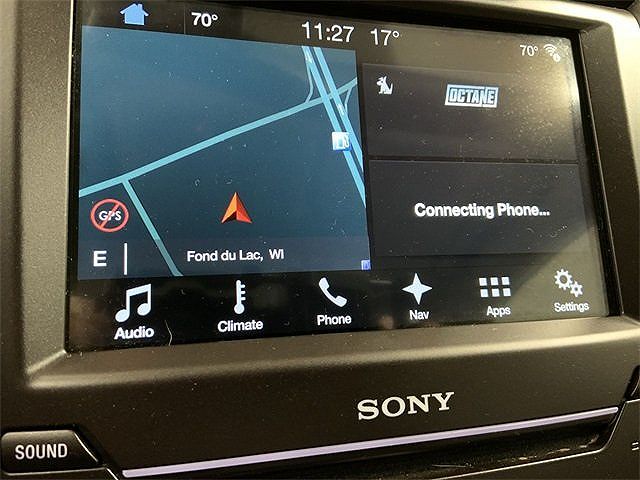 70°
11:27
17°
70°
OCTANE
GPS
Connecting Phone...
E
Fond du Lac, WI
Audio
Climate
Phone
Nav
Apps
Settings
SONY
SOUND